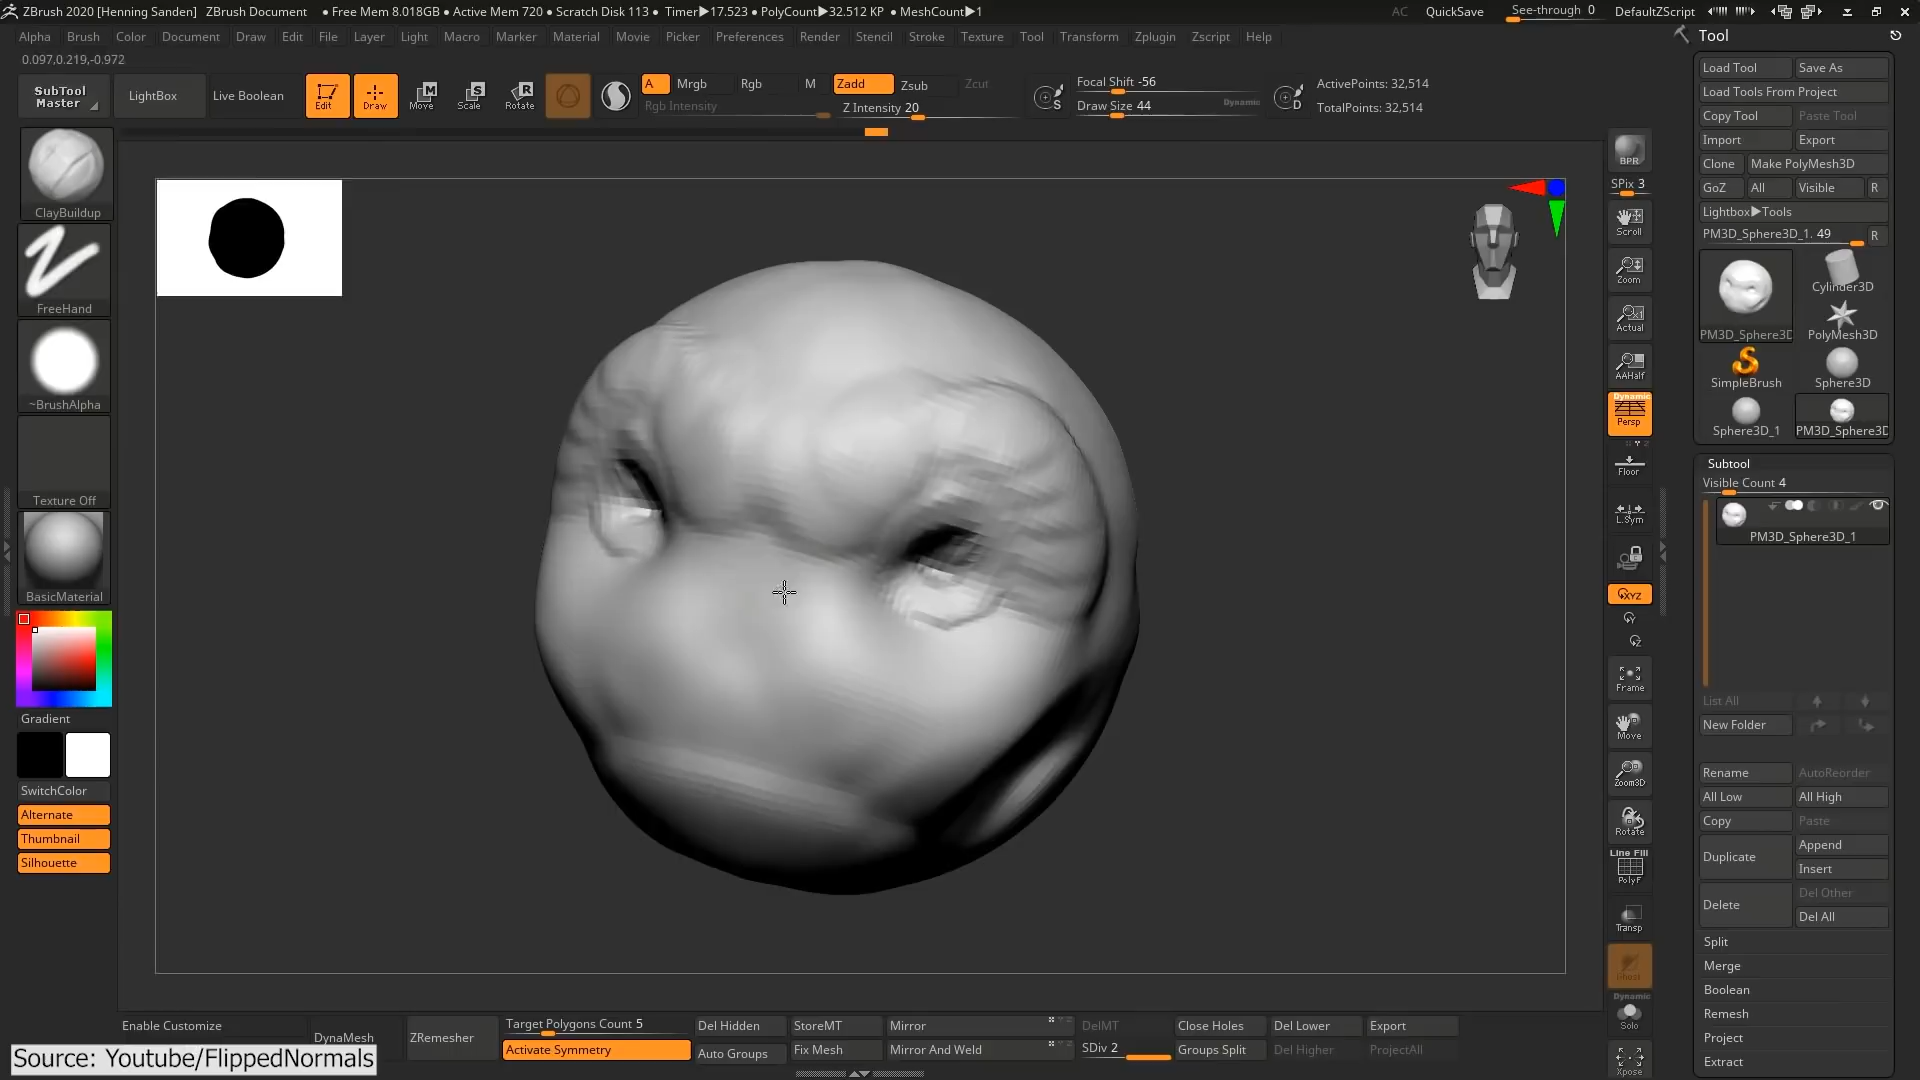 ZBrush 2020 [Henning Sanden] ZBrush Document • Free Mem 8.018GB • Active Mem 720 • Scratch Disk 113 • Timer▶17.523 • PolyCount▶32.512 KP • MeshCount▶1 AC QuickSave See-through 0 DefaultZScript
Alpha Brush Color Document Draw Edit File Layer Light Macro Marker Material Movie Picker Preferences Render Stencil Stroke Texture Tool Transform Zplugin Zscript Help
0.097,0.219,-0.972
SubTool Master
LightBox
Live Boolean
Edit
Draw
Move
Scale
Rotate
A Mrgb Rgb M
Rgb Intensity
Zadd Zsub Zcut
Z Intensity 20
S
Focal Shift -56
Draw Size 44
Dynamic
D
ActivePoints: 32,514
TotalPoints: 32,514
ClayBuildup
FreeHand
~BrushAlpha
Texture Off
BasicMaterial
Gradient
SwitchColor
Alternate
Thumbnail
Silhouette
BPR
SPix 3
Scroll
Zoom
Actual
AAHalf
Dynamic
Persp
Floor
L.Sym
XYZ
Frame
Move
Zoom3D
Rotate
Line Fill
PolyF
Transp
Ghost
Dynamic
Solo
Xpose
Tool
Load Tool Save As
Load Tools From Project
Copy Tool Paste Tool
Import Export
Clone Make PolyMesh3D
GoZ All Visible R
Lightbox▶Tools
PM3D_Sphere3D_1. 49 R
PM3D_Sphere3D
Cylinder3D
PolyMesh3D
SimpleBrush Sphere3D
Sphere3D_1 PM3D_Sphere3D
Subtool
Visible Count 4
PM3D_Sphere3D_1
List All
New Folder
Rename AutoReorder
All Low All High
Copy Paste
Duplicate Append
Insert
Delete Del Other
Del All
Split
Merge
Boolean
Remesh
Project
Extract
Enable Customize
DynaMesh
ZRemesher
Target Polygons Count 5
Activate Symmetry
Del Hidden
Auto Groups
StoreMT
Fix Mesh
Mirror
Mirror And Weld
DelMT
SDiv 2
Close Holes
Groups Split
Del Lower
Del Higher
Export
ProjectAll
Source: Youtube/FlippedNormals